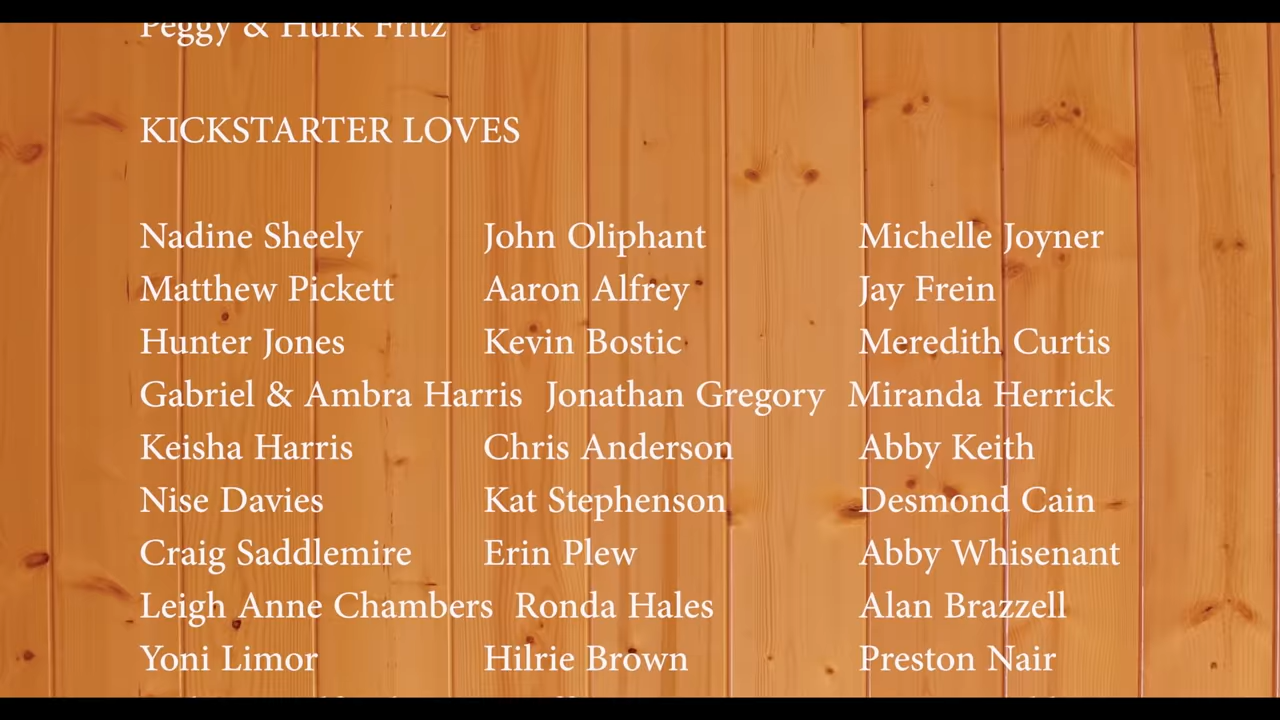 Peggy & Hurk Fritz
KICKSTARTER LOVES
Nadine Sheely John Oliphant Michelle Joyner
Matthew Pickett Aaron Alfrey Jay Frein
Hunter Jones Kevin Bostic Meredith Curtis
Gabriel & Ambra Harris Jonathan Gregory Miranda Herrick
Keisha Harris Chris Anderson Abby Keith
Nise Davies Kat Stephenson Desmond Cain
Craig Saddlemire Erin Plew Abby Whisenant
Leigh Anne Chambers Ronda Hales Alan Brazzell
Yoni Limor Hilrie Brown Preston Nair